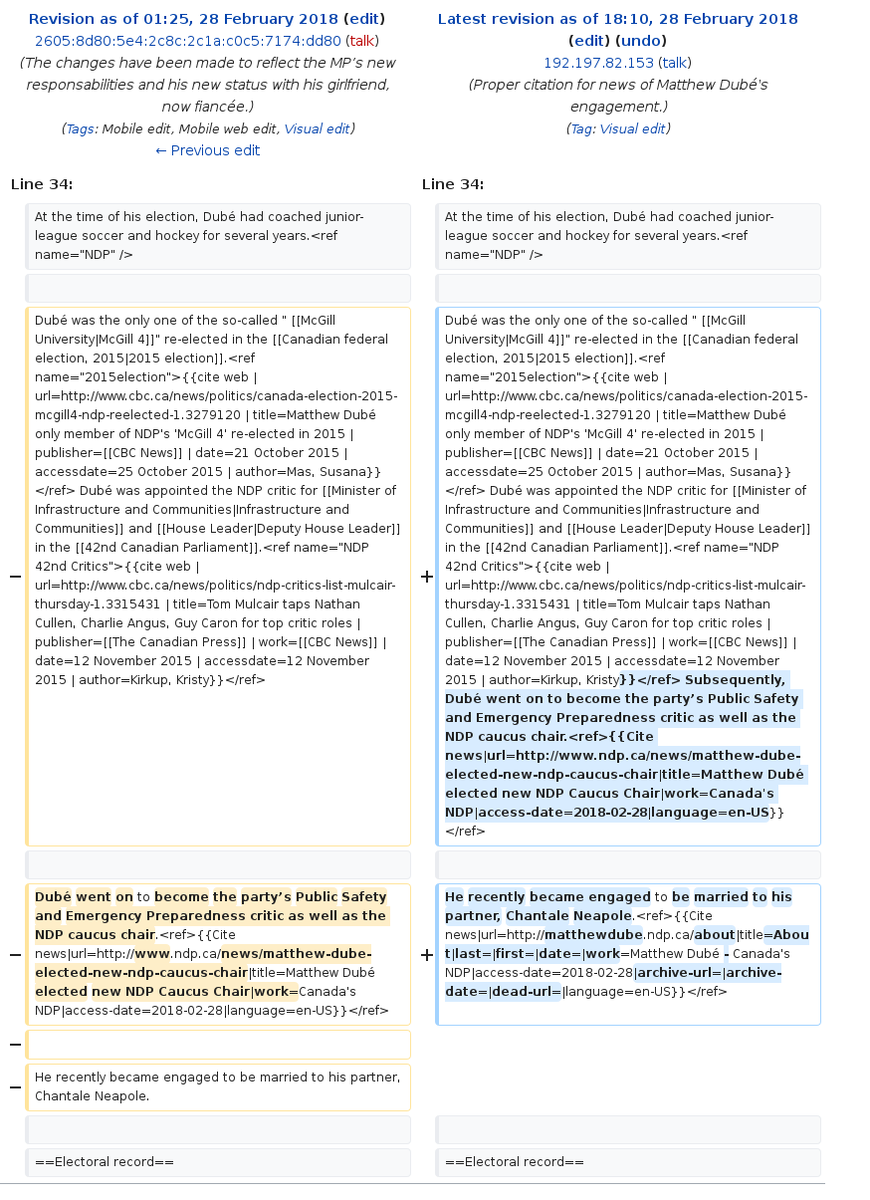 Revision as of 01:25, 28 February 2018 (edit)
2605:8d80:5e4:2c8c:2c1a:c0c5:7174:dd80 (talk)
(The changes have been made to reflect the MP’s new
responsabilities and his new status with his girlfriend,
now fiancée.)
(Tags: Mobile edit, Mobile web edit, Visual edit)
← Previous edit
Latest revision as of 18:10, 28 February 2018
(edit) (undo)
192.197.82.153 (talk)
(Proper citation for news of Matthew Dubé's
engagement.)
(Tag: Visual edit)
Line 34:
Line 34:
At the time of his election, Dubé had coached junior-
league soccer and hockey for several years.<ref
name="NDP" />
At the time of his election, Dubé had coached junior-
league soccer and hockey for several years.<ref
name="NDP" />
−
Dubé was the only one of the so-called " [[McGill
University|McGill 4]]" re-elected in the [[Canadian federal
election, 2015|2015 election]].<ref
name="2015election">{{cite web |
url=http://www.cbc.ca/news/politics/canada-election-2015-
mcgill4-ndp-reelected-1.3279120 | title=Matthew Dubé
only member of NDP's 'McGill 4' re-elected in 2015 |
publisher=[[CBC News]] | date=21 October 2015 |
accessdate=25 October 2015 | author=Mas, Susana}}
</ref> Dubé was appointed the NDP critic for [[Minister of
Infrastructure and Communities|Infrastructure and
Communities]] and [[House Leader|Deputy House Leader]]
in the [[42nd Canadian Parliament]].<ref name="NDP
42nd Critics">{{cite web |
url=http://www.cbc.ca/news/politics/ndp-critics-list-mulcair-
thursday-1.3315431 | title=Tom Mulcair taps Nathan
Cullen, Charlie Angus, Guy Caron for top critic roles |
publisher=[[The Canadian Press]] | work=[[CBC News]] |
date=12 November 2015 | accessdate=12 November
2015 | author=Kirkup, Kristy}}</ref>
+
Dubé was the only one of the so-called " [[McGill
University|McGill 4]]" re-elected in the [[Canadian federal
election, 2015|2015 election]].<ref
name="2015election">{{cite web |
url=http://www.cbc.ca/news/politics/canada-election-2015-
mcgill4-ndp-reelected-1.3279120 | title=Matthew Dubé
only member of NDP's 'McGill 4' re-elected in 2015 |
publisher=[[CBC News]] | date=21 October 2015 |
accessdate=25 October 2015 | author=Mas, Susana}}
</ref> Dubé was appointed the NDP critic for [[Minister of
Infrastructure and Communities|Infrastructure and
Communities]] and [[House Leader|Deputy House Leader]]
in the [[42nd Canadian Parliament]].<ref name="NDP
42nd Critics">{{cite web |
url=http://www.cbc.ca/news/politics/ndp-critics-list-mulcair-
thursday-1.3315431 | title=Tom Mulcair taps Nathan
Cullen, Charlie Angus, Guy Caron for top critic roles |
publisher=[[The Canadian Press]] | work=[[CBC News]] |
date=12 November 2015 | accessdate=12 November
2015 | author=Kirkup, Kristy}}</ref> Subsequently,
Dubé went on to become the party’s Public Safety
and Emergency Preparedness critic as well as the
NDP caucus chair.<ref>{{Cite
news|url=http://www.ndp.ca/news/matthew-dube-
elected-new-ndp-caucus-chair|title=Matthew Dubé
elected new NDP Caucus Chair|work=Canada's
NDP|access-date=2018-02-28|language=en-US}}
</ref>
−
Dubé went on to become the party’s Public Safety
and Emergency Preparedness critic as well as the
NDP caucus chair.<ref>{{Cite
news|url=http://www.ndp.ca/news/matthew-dube-
elected-new-ndp-caucus-chair|title=Matthew Dubé
elected new NDP Caucus Chair|work=Canada's
NDP|access-date=2018-02-28|language=en-US}}</ref>
+
He recently became engaged to be married to his
partner, Chantale Neapole.<ref>{{Cite
news|url=http://matthewdube.ndp.ca/about|title=Abou
t|last=|first=|date=|work=Matthew Dubé - Canada's
NDP|access-date=2018-02-28|archive-url=|archive-
date=|dead-url=|language=en-US}}</ref>
−
−
He recently became engaged to be married to his partner,
Chantale Neapole.
==Electoral record==
==Electoral record==